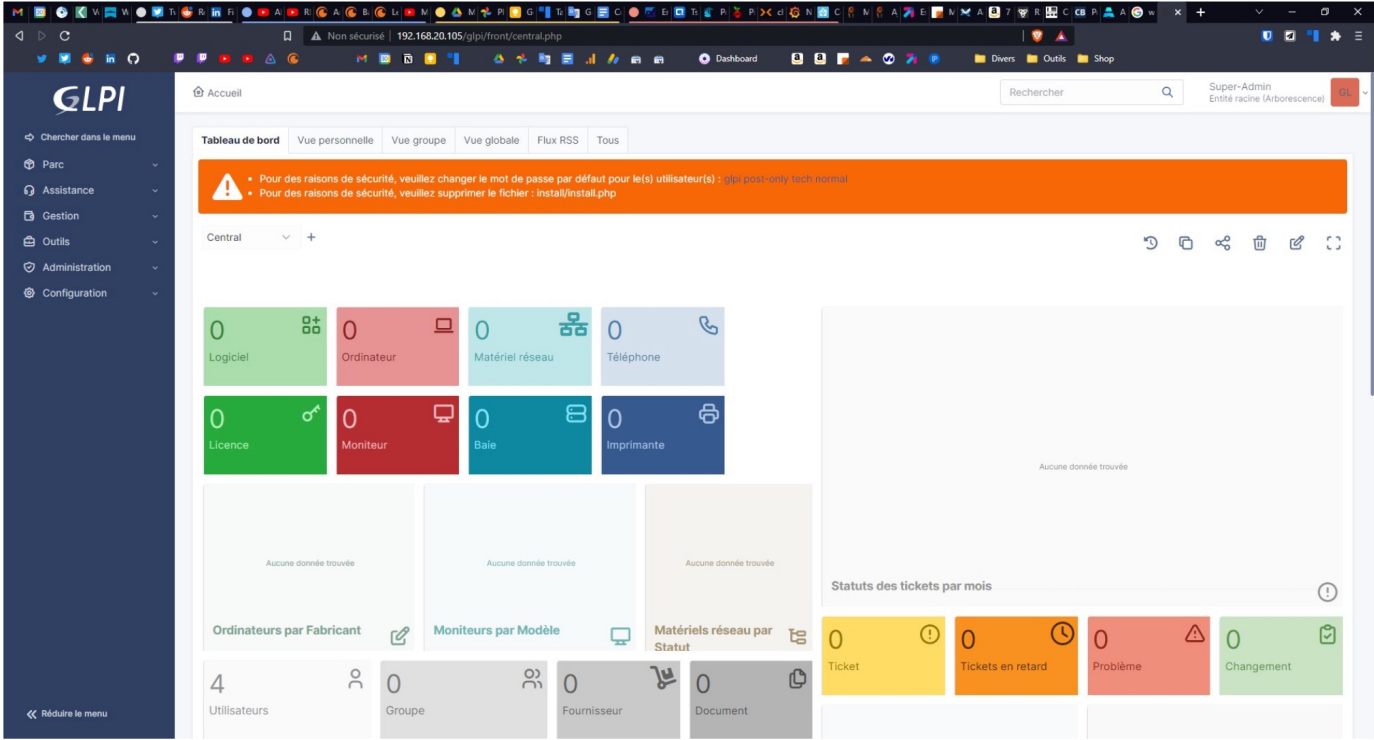 Non sécurisé 192.168.20.105/glpi/front/central.php
Dashboard
Divers
Outils
Shop
GLPI
Accueil
Rechercher
Super-Admin
Entité racine (Arborescence)
GL
Chercher dans le menu
Parc
Assistance
Gestion
Outils
Administration
Configuration
Réduire le menu
Tableau de bord Vue personnelle Vue groupe Vue globale Flux RSS Tous
• Pour des raisons de sécurité, veuillez changer le mot de passe par défaut pour le(s) utilisateur(s) : glpi post-only tech normal
• Pour des raisons de sécurité, veuillez supprimer le fichier : install/install.php
Central
0
Logiciel
0
Ordinateur
0
Matériel réseau
0
Téléphone
0
Licence
0
Moniteur
0
Baie
0
Imprimante
Aucune donnée trouvée
Statuts des tickets par mois
Aucune donnée trouvée
Ordinateurs par Fabricant
Aucune donnée trouvée
Moniteurs par Modèle
Aucune donnée trouvée
Matériels réseau par
Statut
0
Ticket
0
Tickets en retard
0
Problème
0
Changement
4
Utilisateurs
0
Groupe
0
Fournisseur
0
Document